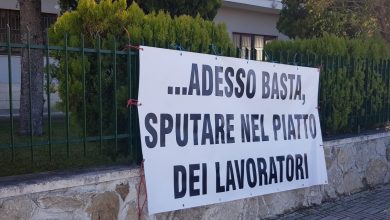 ...ADESSO BASTA,
SPUTARE NEL PIATTO
DEI LAVORATORI